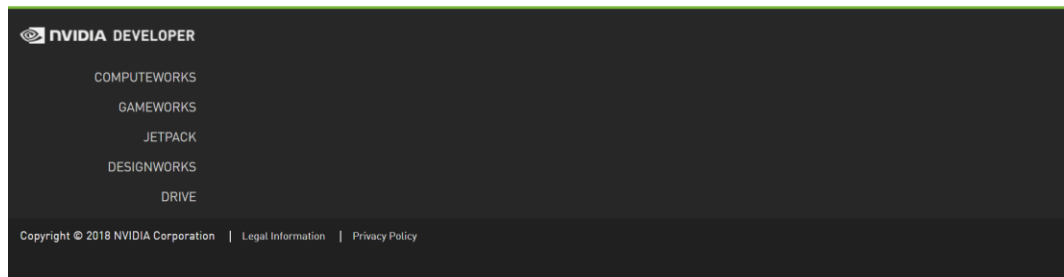 NVIDIA DEVELOPER
COMPUTEWORKS
GAMEWORKS
JETPACK
DESIGNWORKS
DRIVE
Copyright © 2018 NVIDIA Corporation | Legal Information | Privacy Policy